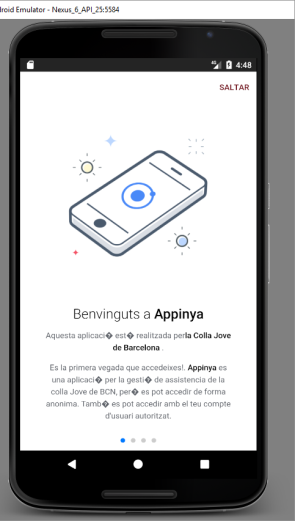 droid Emulator - Nexus_6_API_25:5584
4:48
SALTAR
Benvinguts a Appinya
Aquesta aplicaci� est� realitzada perla Colla Jove
de Barcelona .
Es la primera vegada que accedeixes!. Appinya es
una aplicaci� per la gesti� de assistencia de la
colla Jove de BCN, per� es pot accedir de forma
anonima. Tamb� es pot accedir amb el teu compte
d'usuari autoritzat.